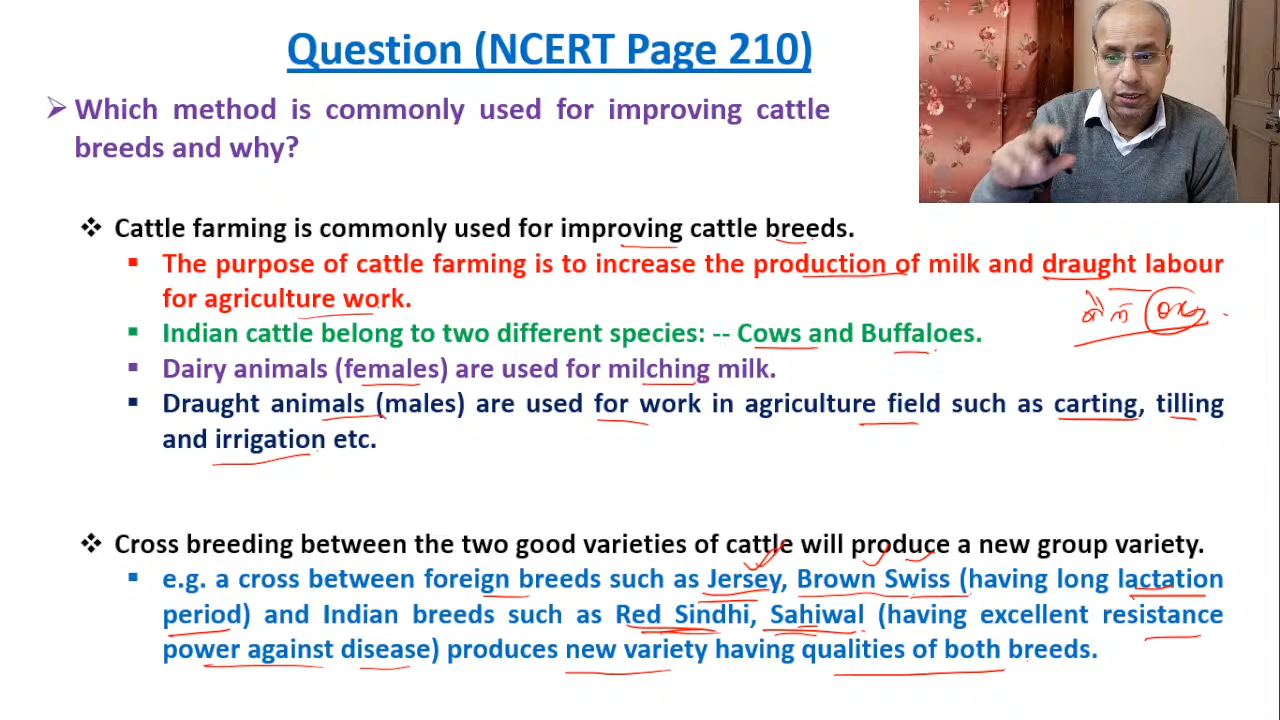 Question (NCERT Page 210)
➢ Which method is commonly used for improving cattle
breeds and why?
❖ Cattle farming is commonly used for improving cattle breeds.
▪ The purpose of cattle farming is to increase the production of milk and draught labour
for agriculture work.
▪ Indian cattle belong to two different species: -- Cows and Buffaloes.
▪ Dairy animals (females) are used for milching milk.
▪ Draught animals (males) are used for work in agriculture field such as carting, tilling
and irrigation etc.
❖ Cross breeding between the two good varieties of cattle will produce a new group variety.
▪ e.g. a cross between foreign breeds such as Jersey, Brown Swiss (having long lactation
period) and Indian breeds such as Red Sindhi, Sahiwal (having excellent resistance
power against disease) produces new variety having qualities of both breeds.